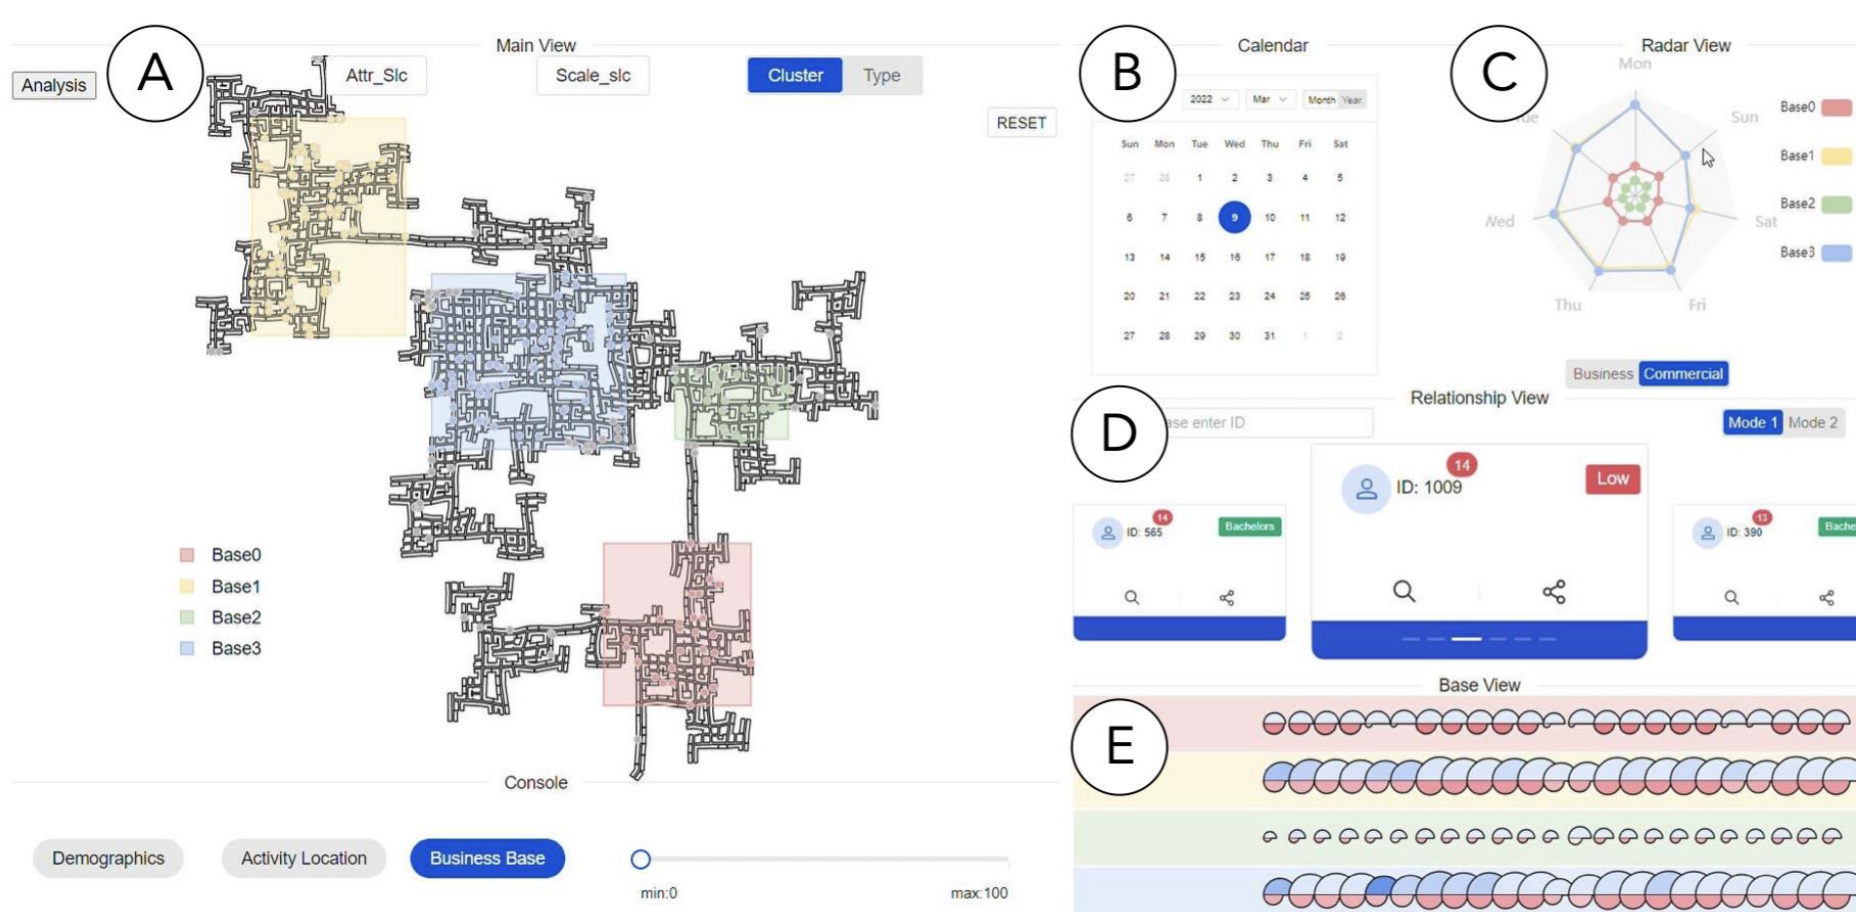 Main View
Analysis
A
Attr_Slc
Scale_slc
Cluster
Type
RESET
Base0
Base1
Base2
Base3
Console
Demographics
Activity Location
Business Base
min:0
max:100
B
Calendar
2022
Mar
Month Year
Sun Mon Tue Wed Thu Fri Sat
27 28 1 2 3 4 5
6 7 8 9 10 11 12
13 14 15 16 17 18 19
20 21 22 23 24 25 26
27 28 29 30 31 1 2
C
Radar View
Mon
Sun
Sat
Fri
Thu
Wed
ue
Base0
Base1
Base2
Base3
Business Commercial
D
Relationship View
ase enter ID
Mode 1 Mode 2
14
ID: 565
Bachelors
14
ID: 1009
Low
13
ID: 390
Bache
E
Base View